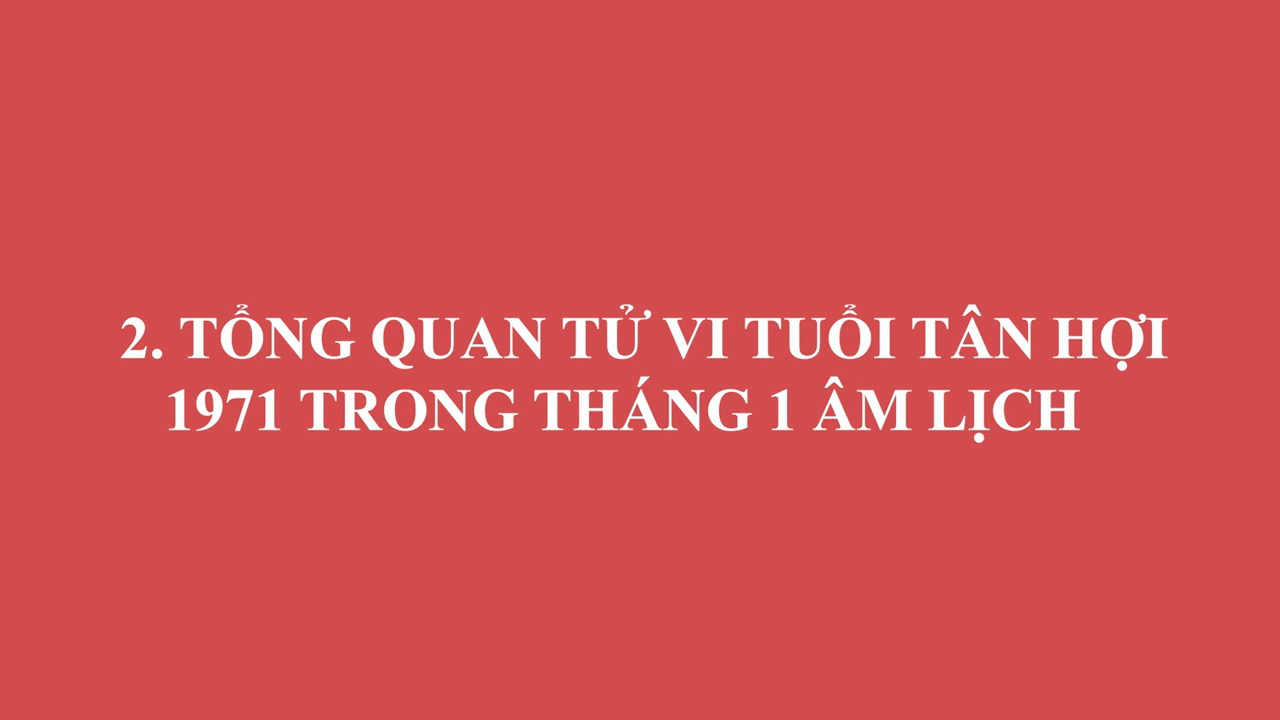 2. TỔNG QUAN TỬ VI TUỔI TÂN HỢI
1971 TRONG THÁNG 1 ÂM LỊCH